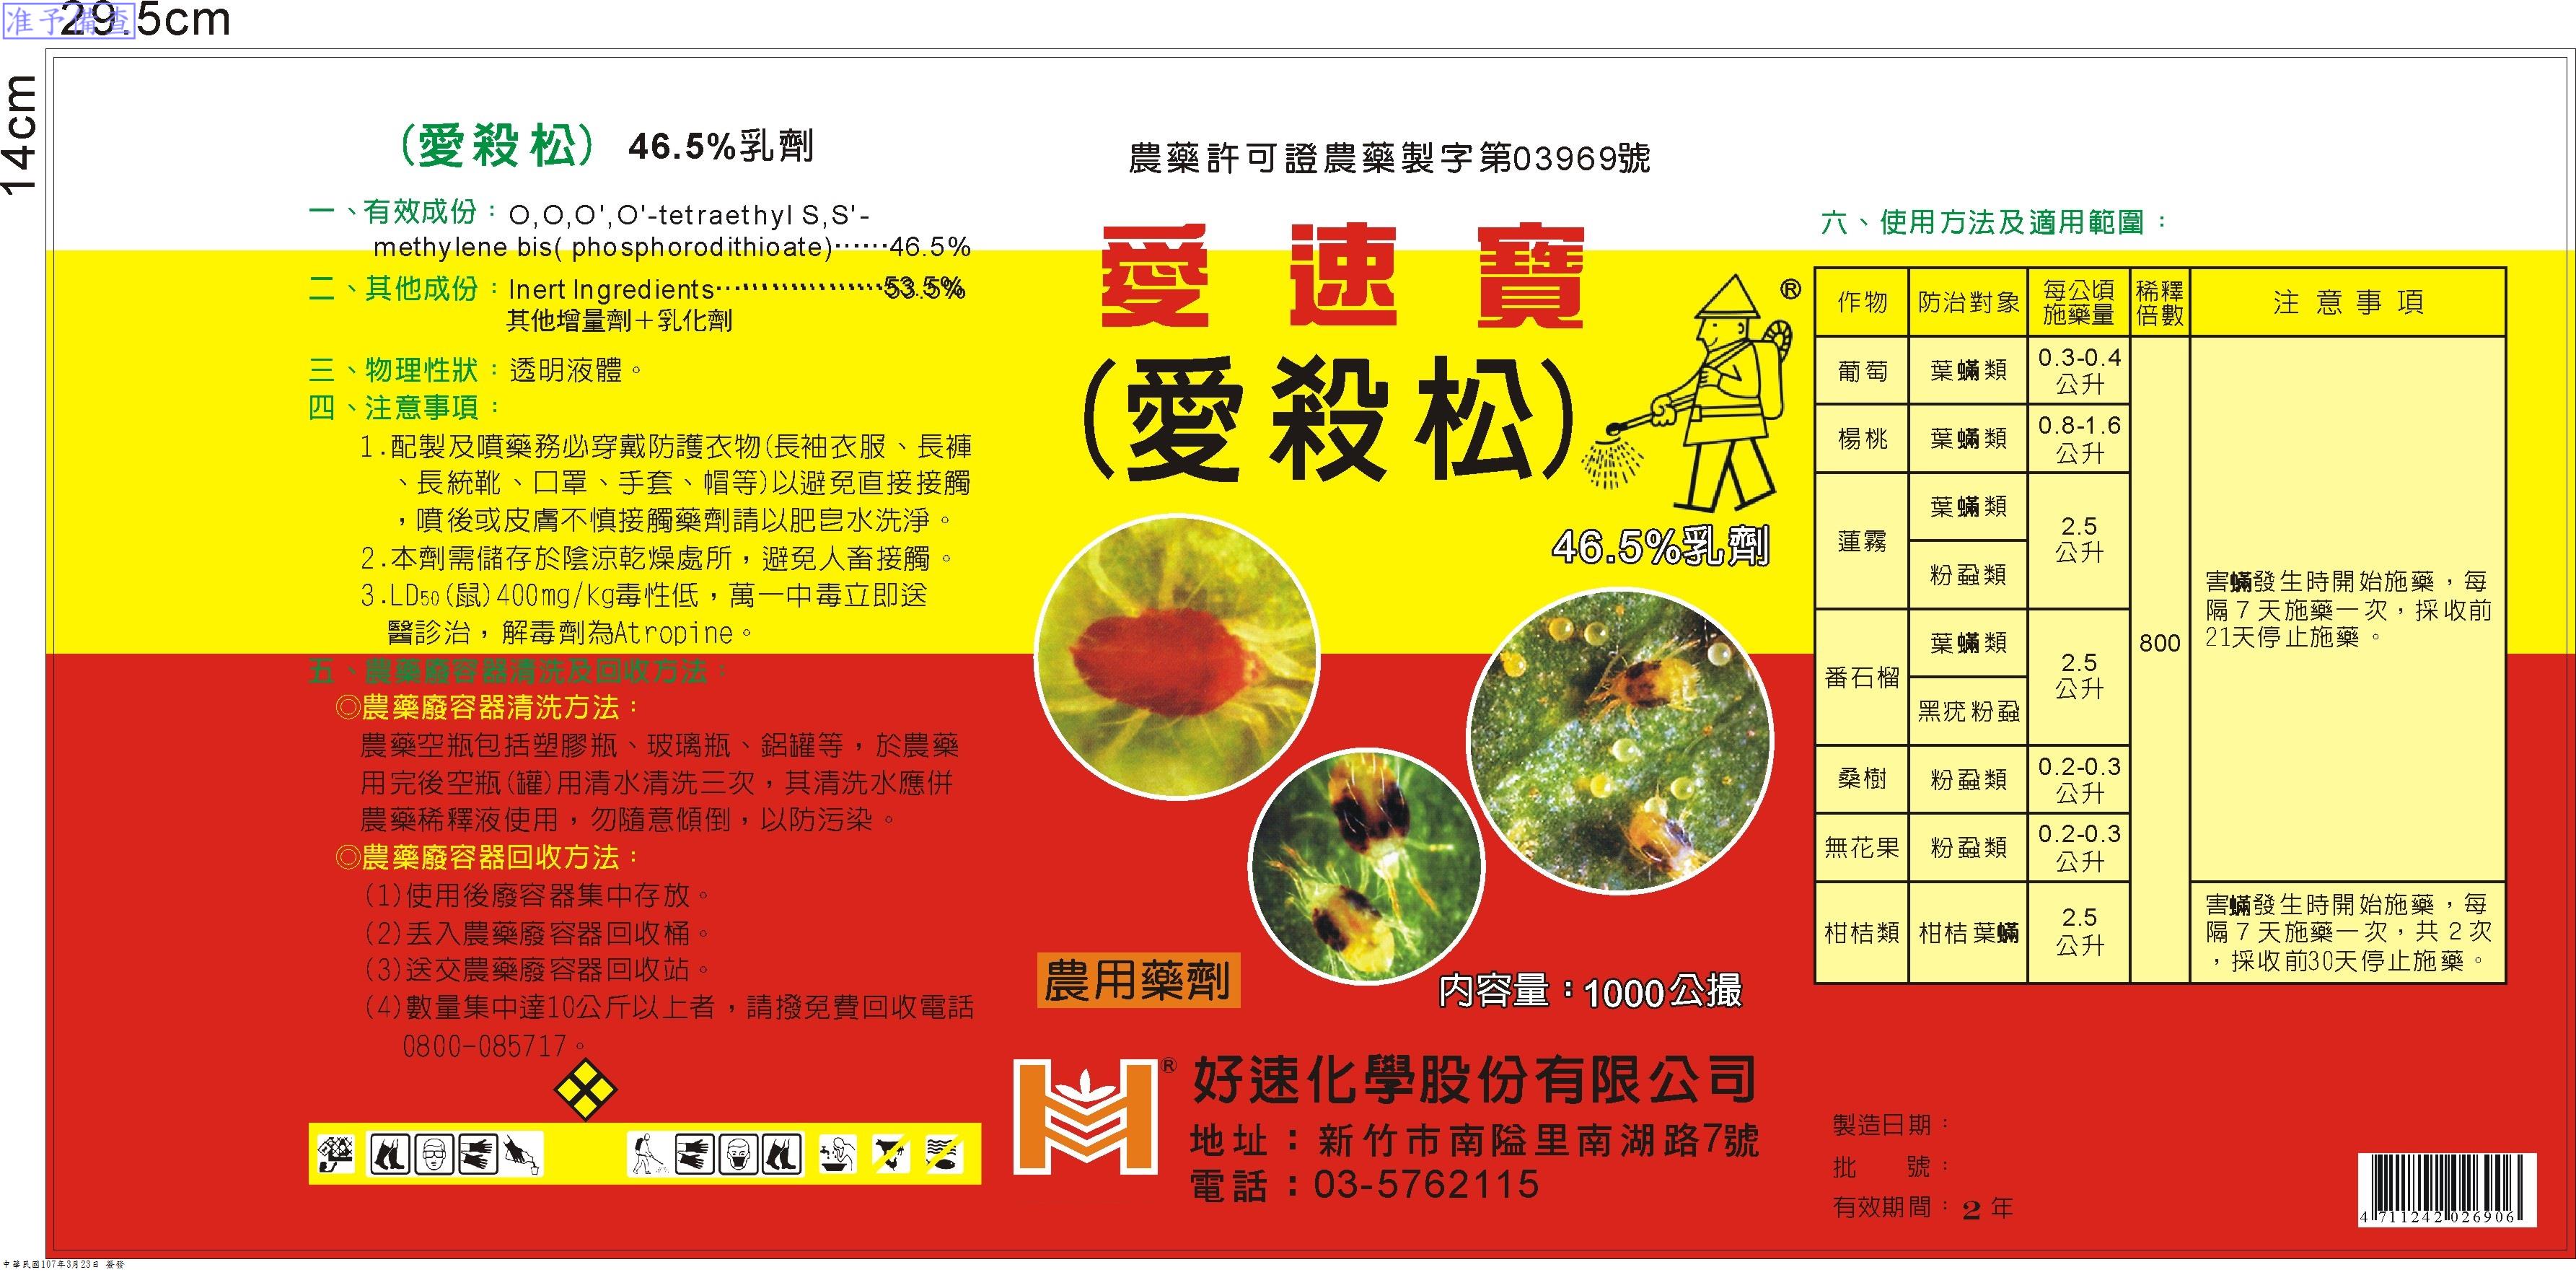 准予備查
29.5cm
14cm
(愛殺松) 46.5%乳劑
一、有效成份：O,O,O',O'-tetraethyl S,S'-
methylene bis( phosphorodithioate)⋯⋯46.5%
二、其他成份：Inert Ingredients⋯⋯⋯⋯⋯⋯53.5%
其他增量劑＋乳化劑
三、物理性狀：透明液體。
四、注意事項：
1.配製及噴藥務必穿戴防護衣物(長袖衣服、長褲
、長統靴、口罩、手套、帽等)以避免直接接觸
，噴後或皮膚不慎接觸藥劑請以肥皂水洗淨。
2.本劑需儲存於陰涼乾燥處所，避免人畜接觸。
3.LD50(鼠)400mg/kg毒性低，萬一中毒立即送
醫診治，解毒劑為Atropine。
五、農藥廢容器清洗及回收方法：
◎農藥廢容器清洗方法：
農藥空瓶包括塑膠瓶、玻璃瓶、鋁罐等，於農藥
用完後空瓶(罐)用清水清洗三次，其清洗水應併
農藥稀釋液使用，勿隨意傾倒，以防污染。
◎農藥廢容器回收方法：
(1)使用後廢容器集中存放。
(2)丟入農藥廢容器回收桶。
(3)送交農藥廢容器回收站。
(4)數量集中達10公斤以上者，請撥免費回收電話
0800-085717。
農藥許可證農藥製字第03969號
愛速寶
®
(愛殺松)
46.5%乳劑
農用藥劑
內容量：1000公撮
® 好速化學股份有限公司
地址：新竹市南隘里南湖路7號
電話：03-5762115
六、使用方法及適用範圍：
作物 防治對象 每公頃施藥量 稀釋倍數 注意事項
葡萄 葉蟎類 0.3-0.4公升
楊桃 葉蟎類 0.8-1.6公升
蓮霧 葉蟎類 2.5公升
粉蝨類
番石榴 葉蟎類 2.5公升
黑疣粉蝨
桑樹 粉蝨類 0.2-0.3公升
無花果 粉蝨類 0.2-0.3公升
柑桔類 柑桔葉蟎 2.5公升
800
害蟎發生時開始施藥，每
隔7天施藥一次，採收前
21天停止施藥。
害蟎發生時開始施藥，每
隔7天施藥一次，共2次
，採收前30天停止施藥。
製造日期：
批　號：
有效期間：2年
4 711242 026906
中華民國107年3月23日 簽發